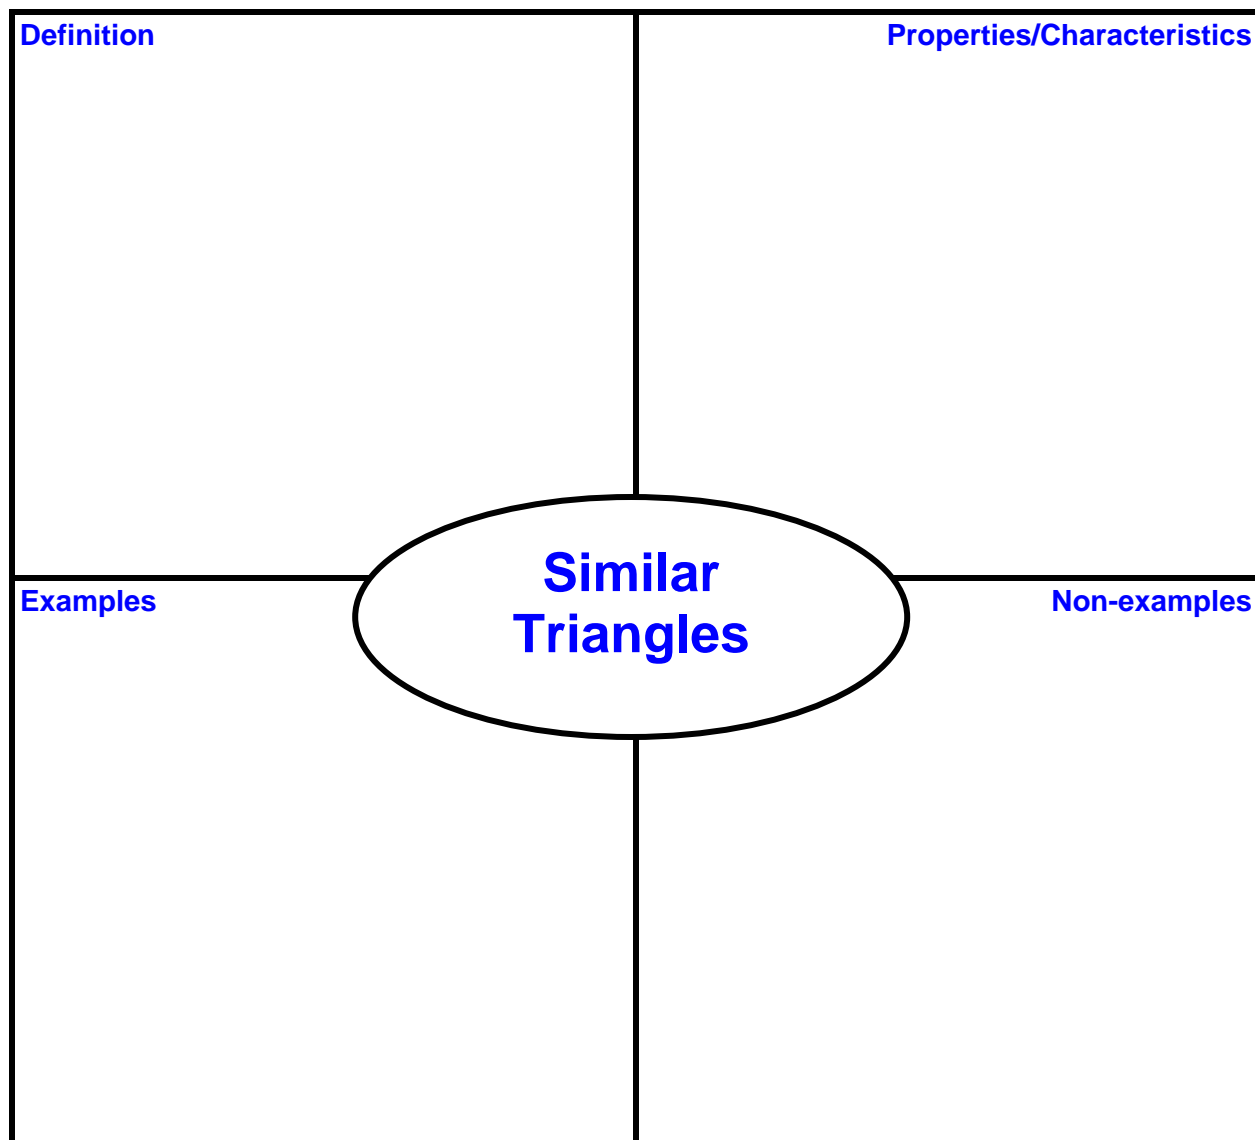 Definition
Properties/Characteristics
Similar
Triangles
Examples
Non-examples